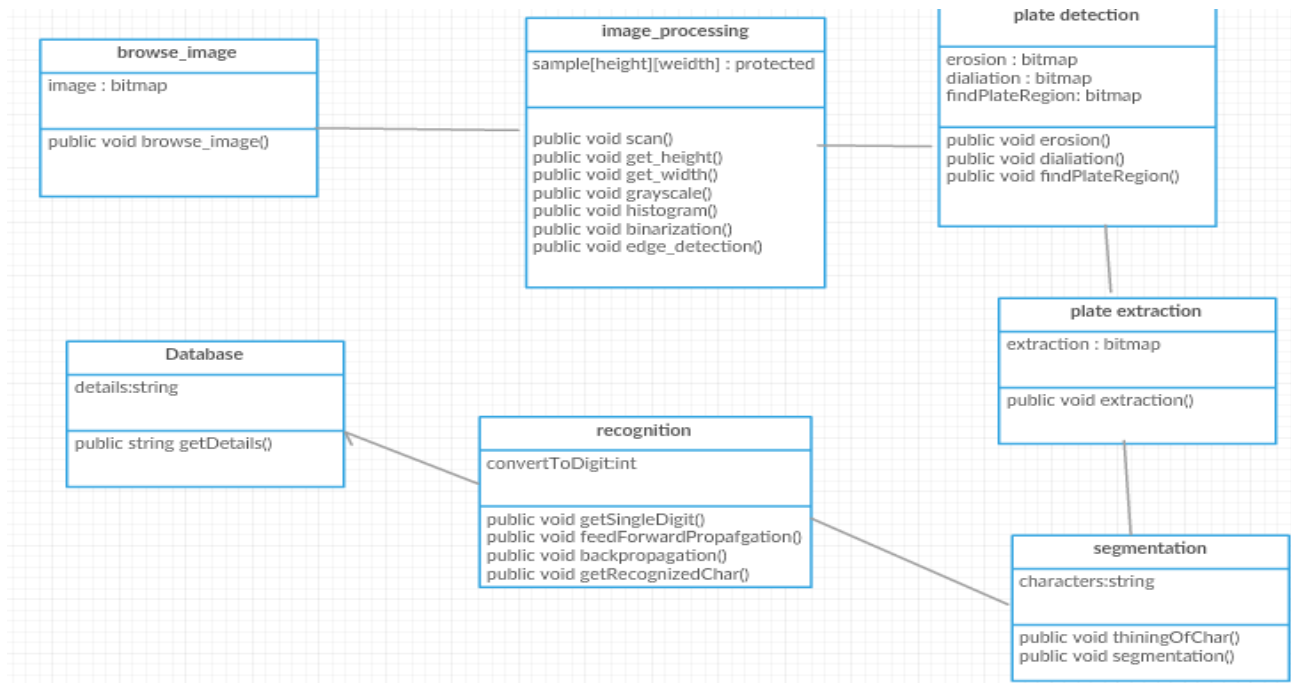 browse_image
image : bitmap
public void browse_image()
image_processing
sample[height][weidth] : protected
public void scan()
public void get_height()
public void get_width()
public void grayscale()
public void histogram()
public void binarization()
public void edge_detection()
plate detection
erosion : bitmap
dialiation : bitmap
findPlateRegion: bitmap
public void erosion()
public void dialiation()
public void findPlateRegion()
plate extraction
extraction : bitmap
public void extraction()
segmentation
characters:string
public void thiningOfChar()
public void segmentation()
recognition
convertToDigit:int
public void getSingleDigit()
public void feedForwardPropafgation()
public void backpropagation()
public void getRecognizedChar()
Database
details:string
public string getDetails()